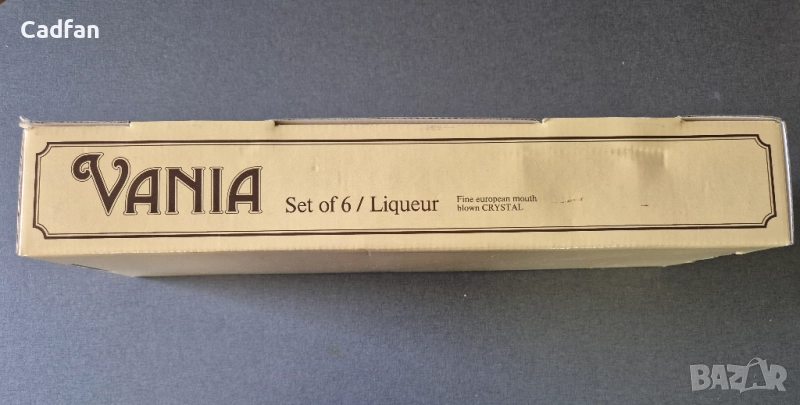 Cadfan
VANIA
Set of 6 / Liqueur
Fine european mouth
blown CRYSTAL
BAZAR